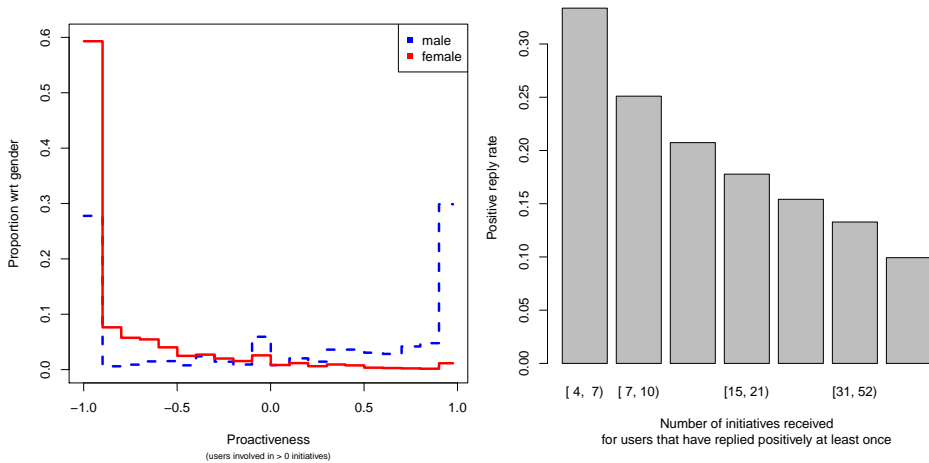 male
female
Proportion wrt gender
0.6
0.5
0.4
0.3
0.2
0.1
0.0
−1.0 −0.5 0.0 0.5 1.0
Proactiveness
(users involved in > 0 initiatives)
Positive reply rate
0.30
0.25
0.20
0.15
0.10
0.05
0.00
[ 4, 7) [ 7, 10) [15, 21) [31, 52)
Number of initiatives received
for users that have replied positively at least once